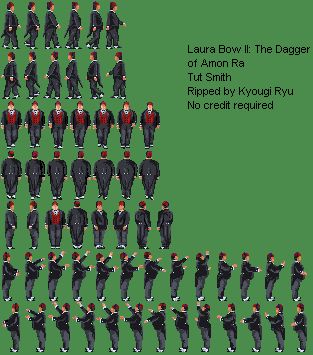 Laura Bow II: The Dagger
of Amon Ra
Tut Smith
Ripped by Kyougi Ryu
No credit required